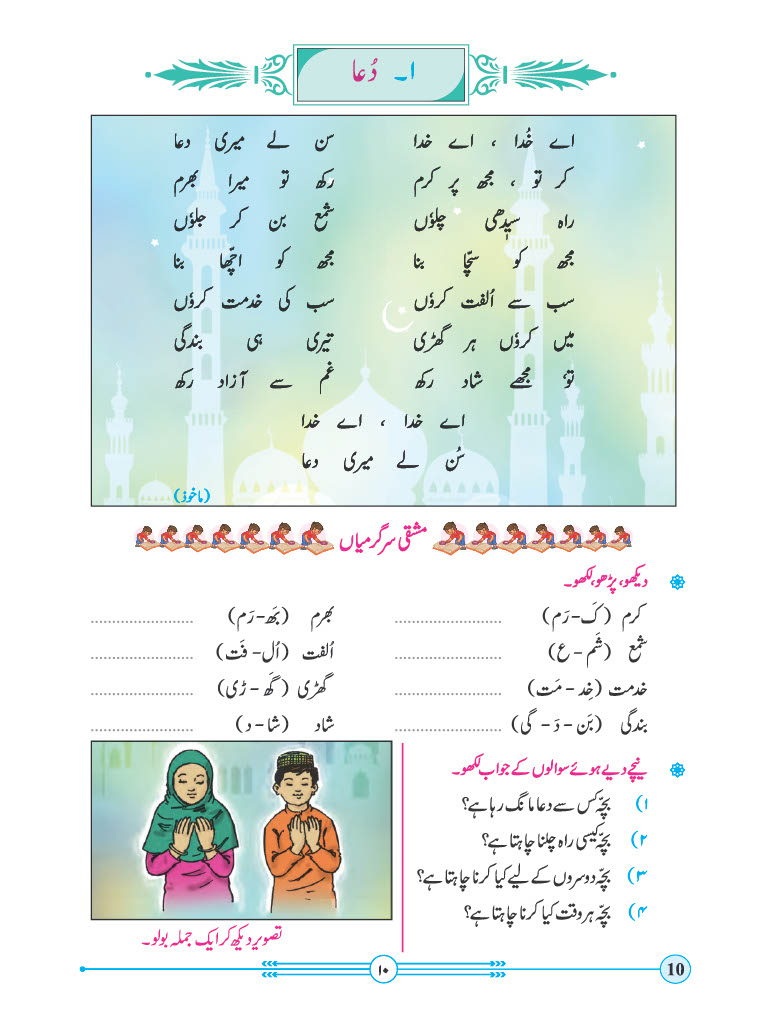 ۱۔ دُعا
اے خُدا ، اے خدا سن لے میری دعا
کر تو ، مجھ پر کرم رکھ تو میرا بھرم
راہ سیدھی چلوں شمع بن کر جلوں
مجھ کو سچّا بنا مجھ کو اچّھا بنا
سب سے اُلفت کروں سب کی خدمت کروں
میں کروں ہر گھڑی تیری ہی بندگی
توٗ مجھے شاد رکھ غم سے آزاد رکھ
اے خدا ، اے خدا
سُن لے میری دعا
(ماخوذ)
مشقی سرگرمیاں
دیکھو، پڑھو، لکھو۔
کرم (کَ - رَم) .................... بھرم (بَھ - رَم) ....................
شمع (شَم - ع) .................... اُلفت (اُل - فَت) ....................
خدمت (خِد - مَت) .................... گھڑی (گھَ - ڑی) ....................
بندگی (بَن - دَ - گی) .................... شاد (شا - د) ....................
نیچے دیے ہوئے سوالوں کے جواب لکھو۔
۱) بچّہ کس سے دعا مانگ رہا ہے؟
۲) بچّہ کیسی راہ چلنا چاہتا ہے؟
۳) بچّہ دوسروں کے لیے کیا کرنا چاہتا ہے؟
۴) بچّہ ہر وقت کیا کرنا چاہتا ہے؟
تصویر دیکھ کر ایک جملہ بولو۔
۱۰
10